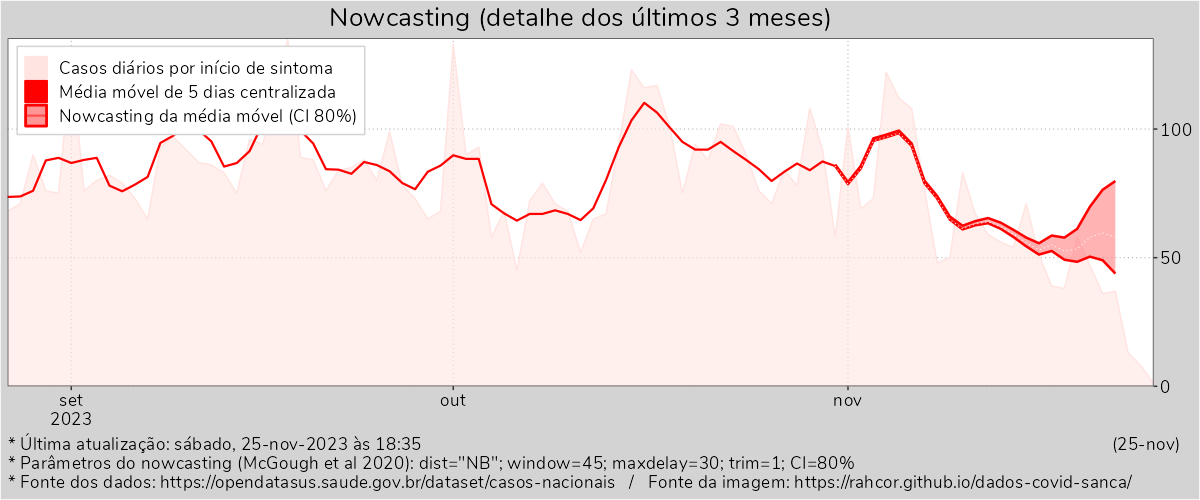 Nowcasting (detalhe dos últimos 3 meses)
Casos diários por início de sintoma
Média móvel de 5 dias centralizada
Nowcasting da média móvel (CI 80%)
100
50
0
set
out
nov
2023
* Última atualização: sábado, 25-nov-2023 às 18:35
(25-nov)
* Parâmetros do nowcasting (McGough et al 2020): dist="NB"; window=45; maxdelay=30; trim=1; CI=80%
* Fonte dos dados: https://opendatasus.saude.gov.br/dataset/casos-nacionais / Fonte da imagem: https://rahcor.github.io/dados-covid-sanca/